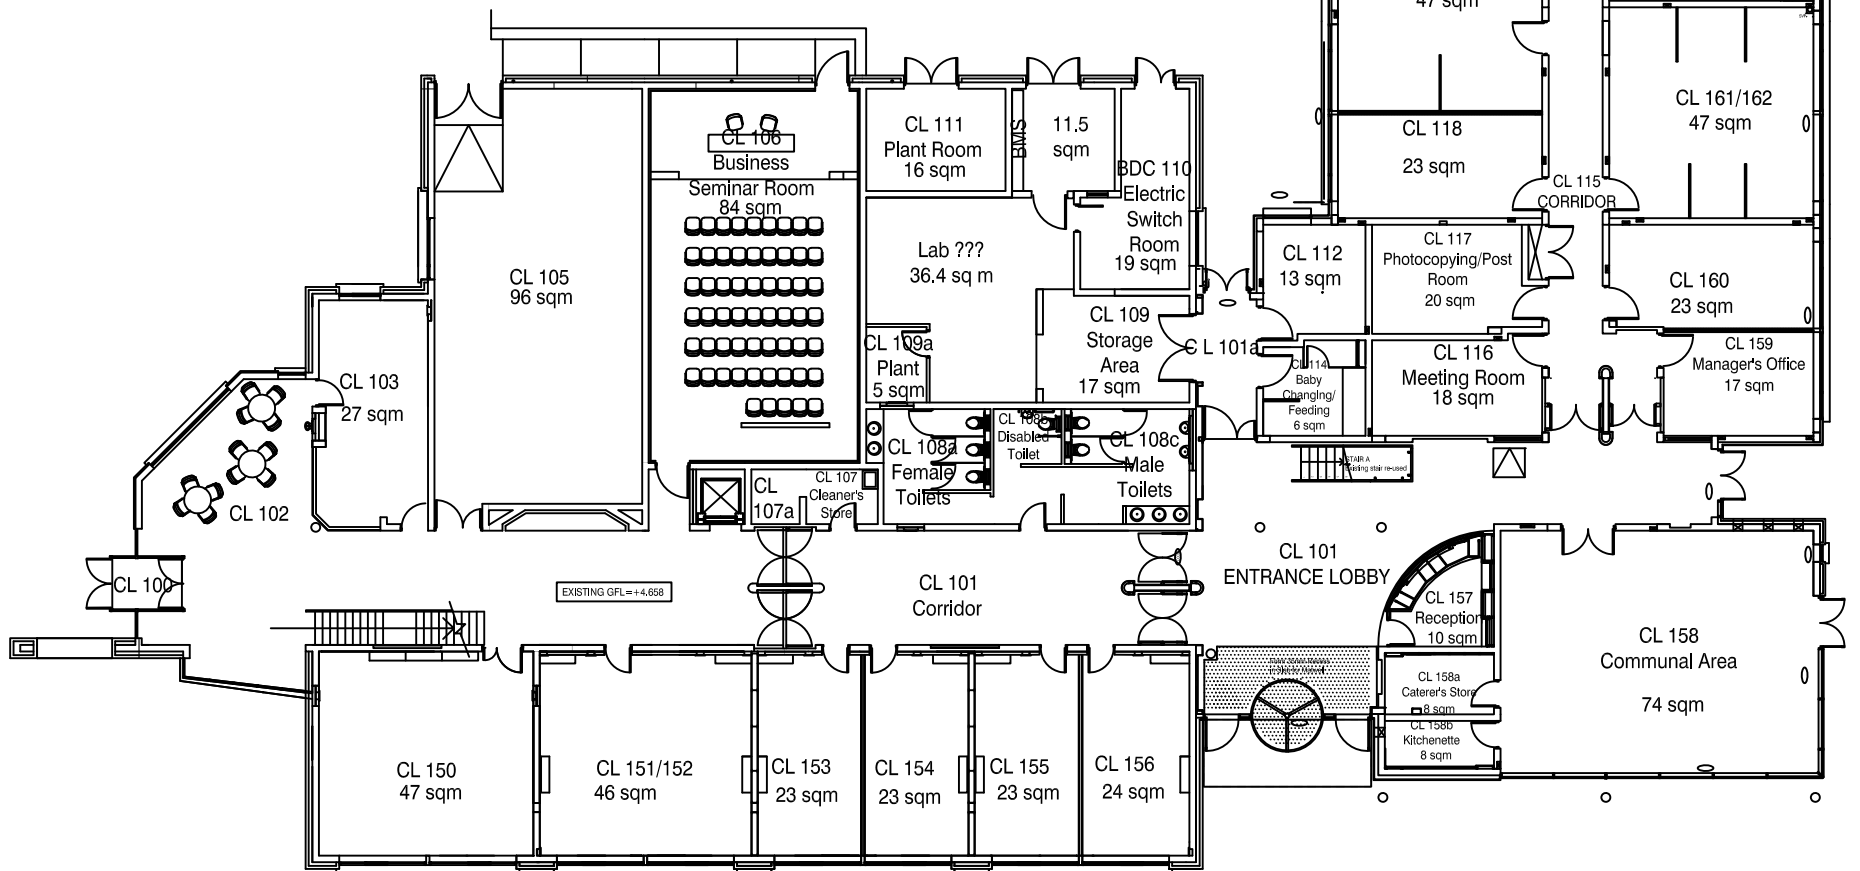 47 sqm
CL 161/162
47 sqm
CL 118
23 sqm
CL 115
CORRIDOR
CL 111
Plant Room
16 sqm
BMS
11.5
sqm
BDC 110
Electric
Switch
Room
19 sqm
CL 106
Business
Seminar Room
84 sqm
CL 105
96 sqm
Lab ???
36.4 sq m
CL 112
13 sqm
CL 117
Photocopying/Post
Room
20 sqm
CL 160
23 sqm
CL 109
Storage
Area
17 sqm
CL 109a
Plant
5 sqm
C L 101a
CL 114
Baby
Changing/
Feeding
6 sqm
CL 116
Meeting Room
18 sqm
CL 159
Manager's Office
17 sqm
CL 103
27 sqm
CL 102
CL 108a
Female
Toilets
CL 108b
Disabled
Toilet
CL 108c
Male
Toilets
CL
107a
CL 107
Cleaner's
Store
STAIR A
Existing stair re-used
CL 100
EXISTING GFL=+4.658
CL 101
Corridor
CL 101
ENTRANCE LOBBY
CL 157
Reception
10 sqm
CL 158
Communal Area
74 sqm
CL 158a
Caterer's Store
8 sqm
CL 158b
Kitchenette
8 sqm
CL 150
47 sqm
CL 151/152
46 sqm
CL 153
23 sqm
CL 154
23 sqm
CL 155
23 sqm
CL 156
24 sqm